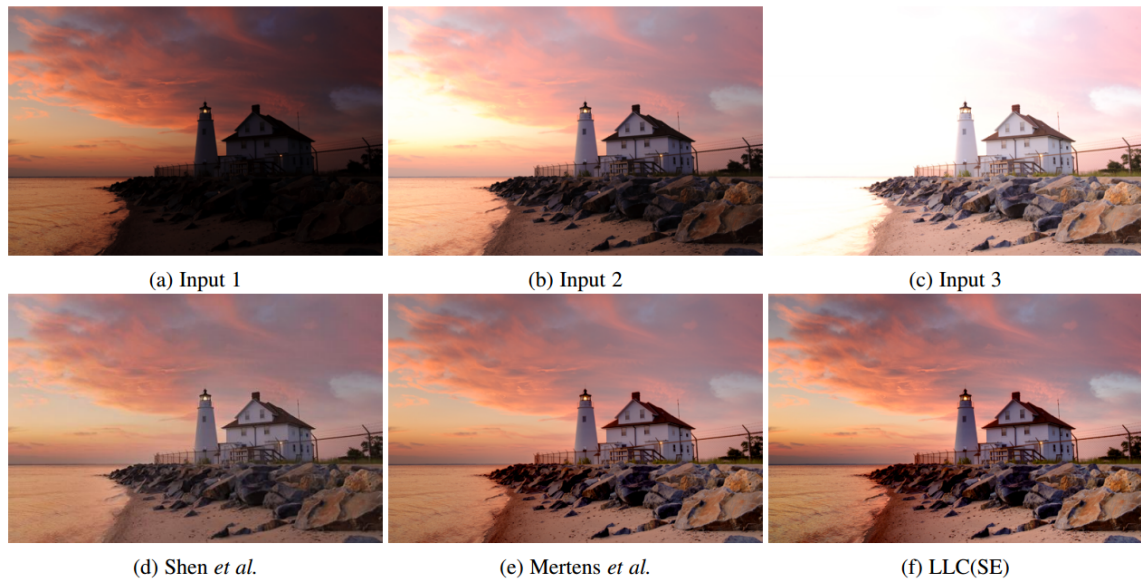 (a) Input 1
(b) Input 2
(c) Input 3
(d) Shen et al.
(e) Mertens et al.
(f) LLC(SE)